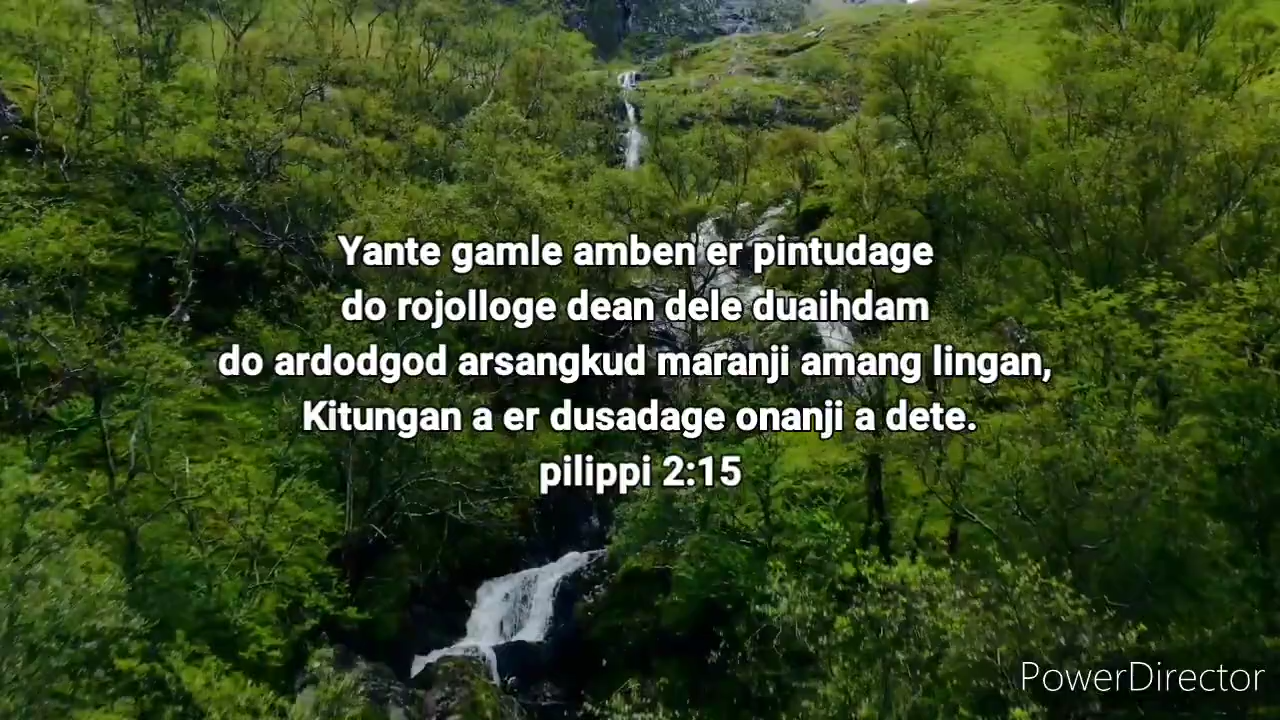 Yante gamle amben er pintudage
do rojolloge dean dele duaihdam
do ardodgod arsangkud maranji amang lingan,
Kitungan a er dusadage onanji a dete.
pilippi 2:15
PowerDirector